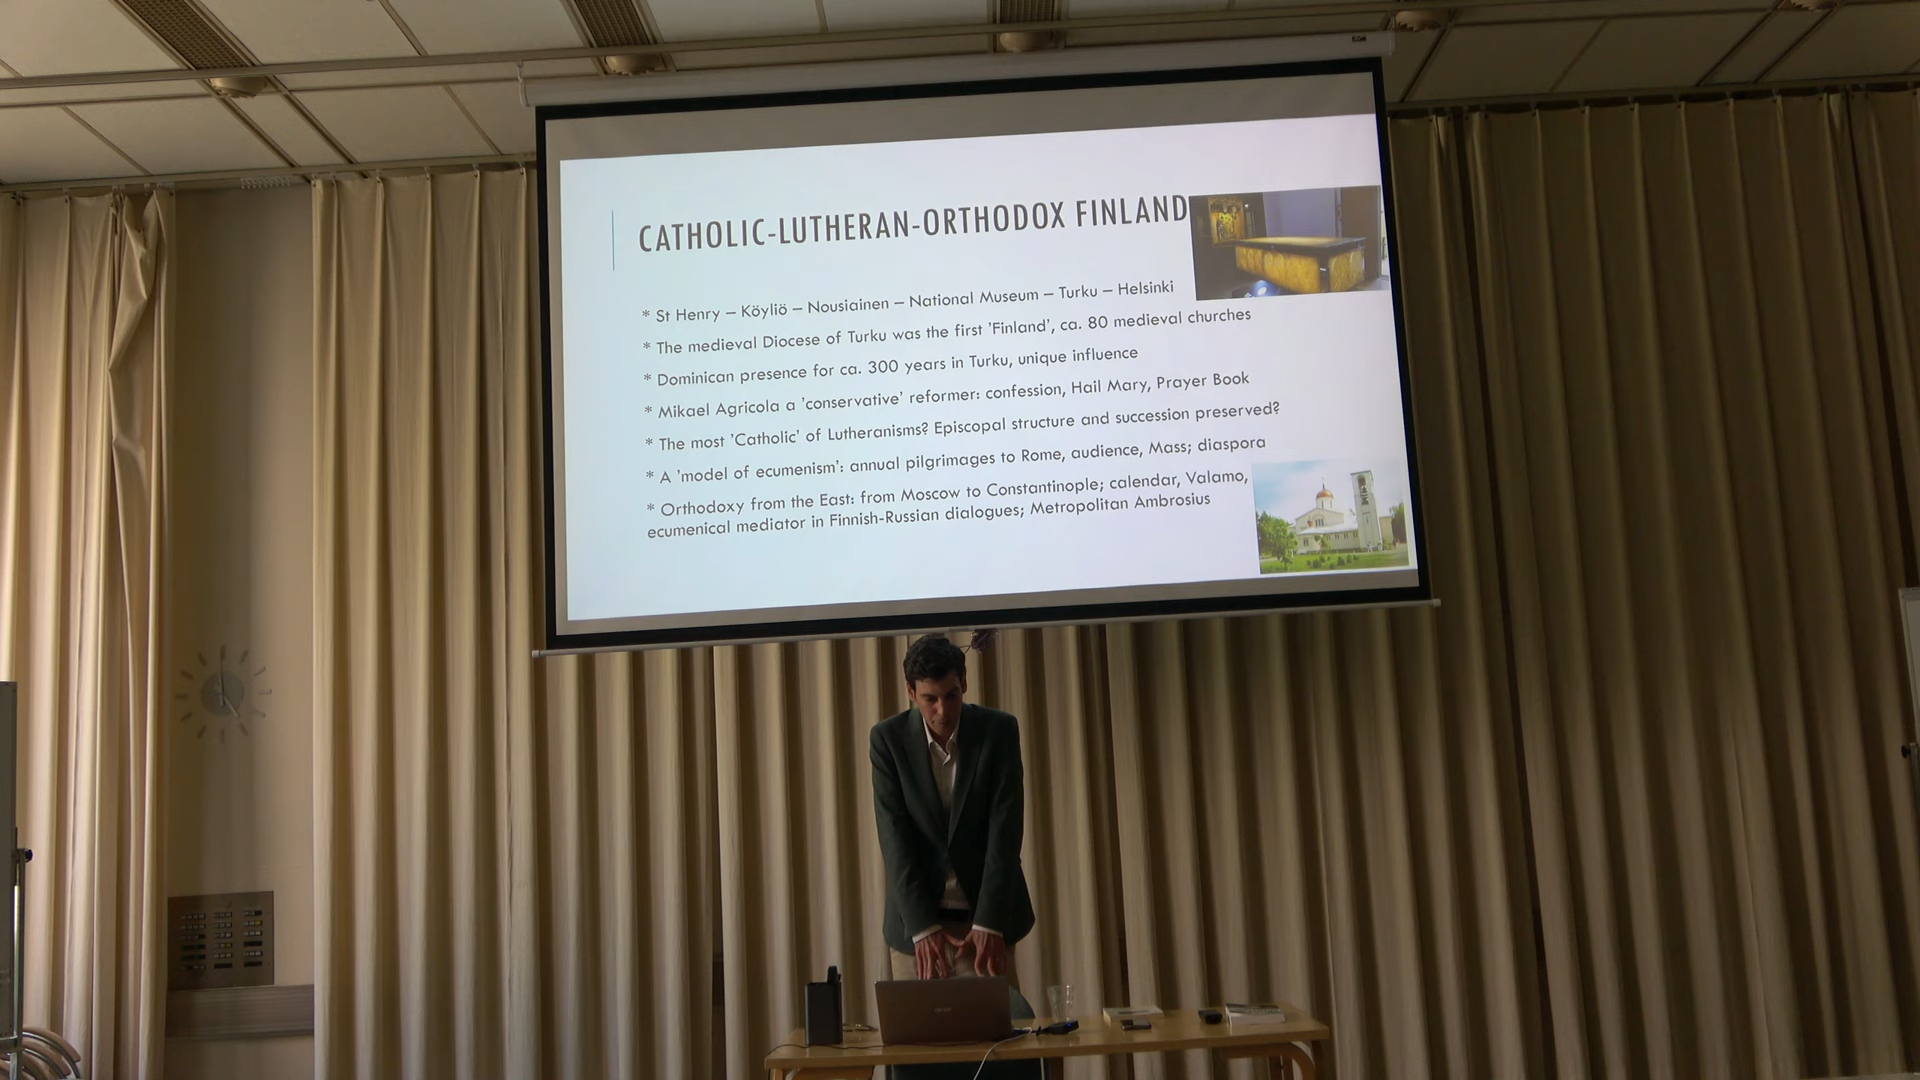 CATHOLIC-LUTHERAN-ORTHODOX FINLAND
* St Henry – Köyliö – Nousiainen – National Museum – Turku – Helsinki
* The medieval Diocese of Turku was the first ’Finland’, ca. 80 medieval churches
* Dominican presence for ca. 300 years in Turku, unique influence
* Mikael Agricola a ’conservative’ reformer: confession, Hail Mary, Prayer Book
* The most ’Catholic’ of Lutheranisms? Episcopal structure and succession preserved?
* A ’model of ecumenism’: annual pilgrimages to Rome, audience, Mass; diaspora
* Orthodoxy from the East: from Moscow to Constantinople; calendar, Valamo,
ecumenical mediator in Finnish-Russian dialogues; Metropolitan Ambrosius
acer